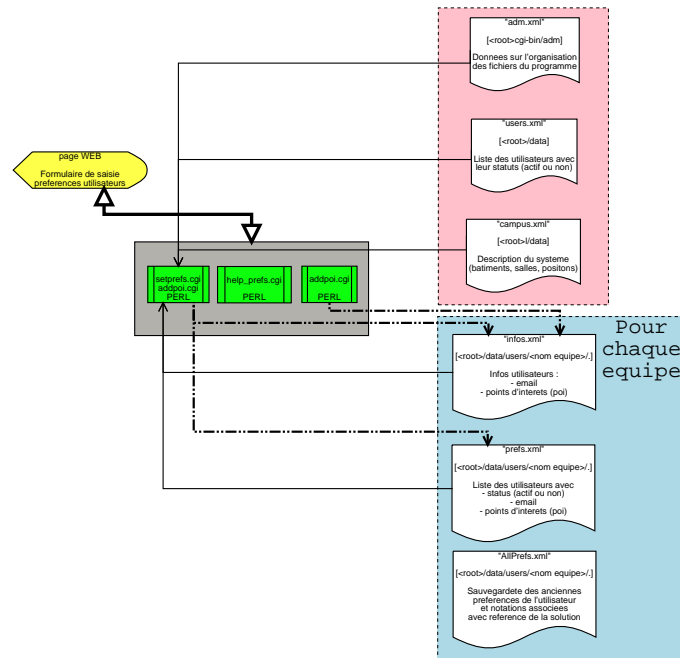 "adm.xml"
[<root>cgi-bin/adm]
Donnees sur l'organisation
des fichiers du programme
"users.xml"
[<root>/data]
Liste des utilisateurs avec
leur statuts (actif ou non)
page WEB
Formulaire de saisie
preferences utilisateurs
"campus.xml"
[<root>l/data]
Description du systeme
(batiments, salles, positons)
setprefs.cgi
addpoi.cgi
PERL
help_prefs.cgi
PERL
addpoi.cgi
PERL
Pour
chaque
equipe
"infos.xml"
[<root>/data/users/<nom equipe>/.]
Infos utilisateurs :
- email
- points d'interets (poi)
"prefs.xml"
[<root>/data/users/<nom equipe>/.]
Liste des utilisateurs avec
- status (actif ou non)
- email
- points d'interets (poi)
"AllPrefs.xml"
[<root>/data/users/<nom equipe>/.]
Sauvegardete des anciennes
preferences de l'utilisateur
et notations associees
avec reference de la solution